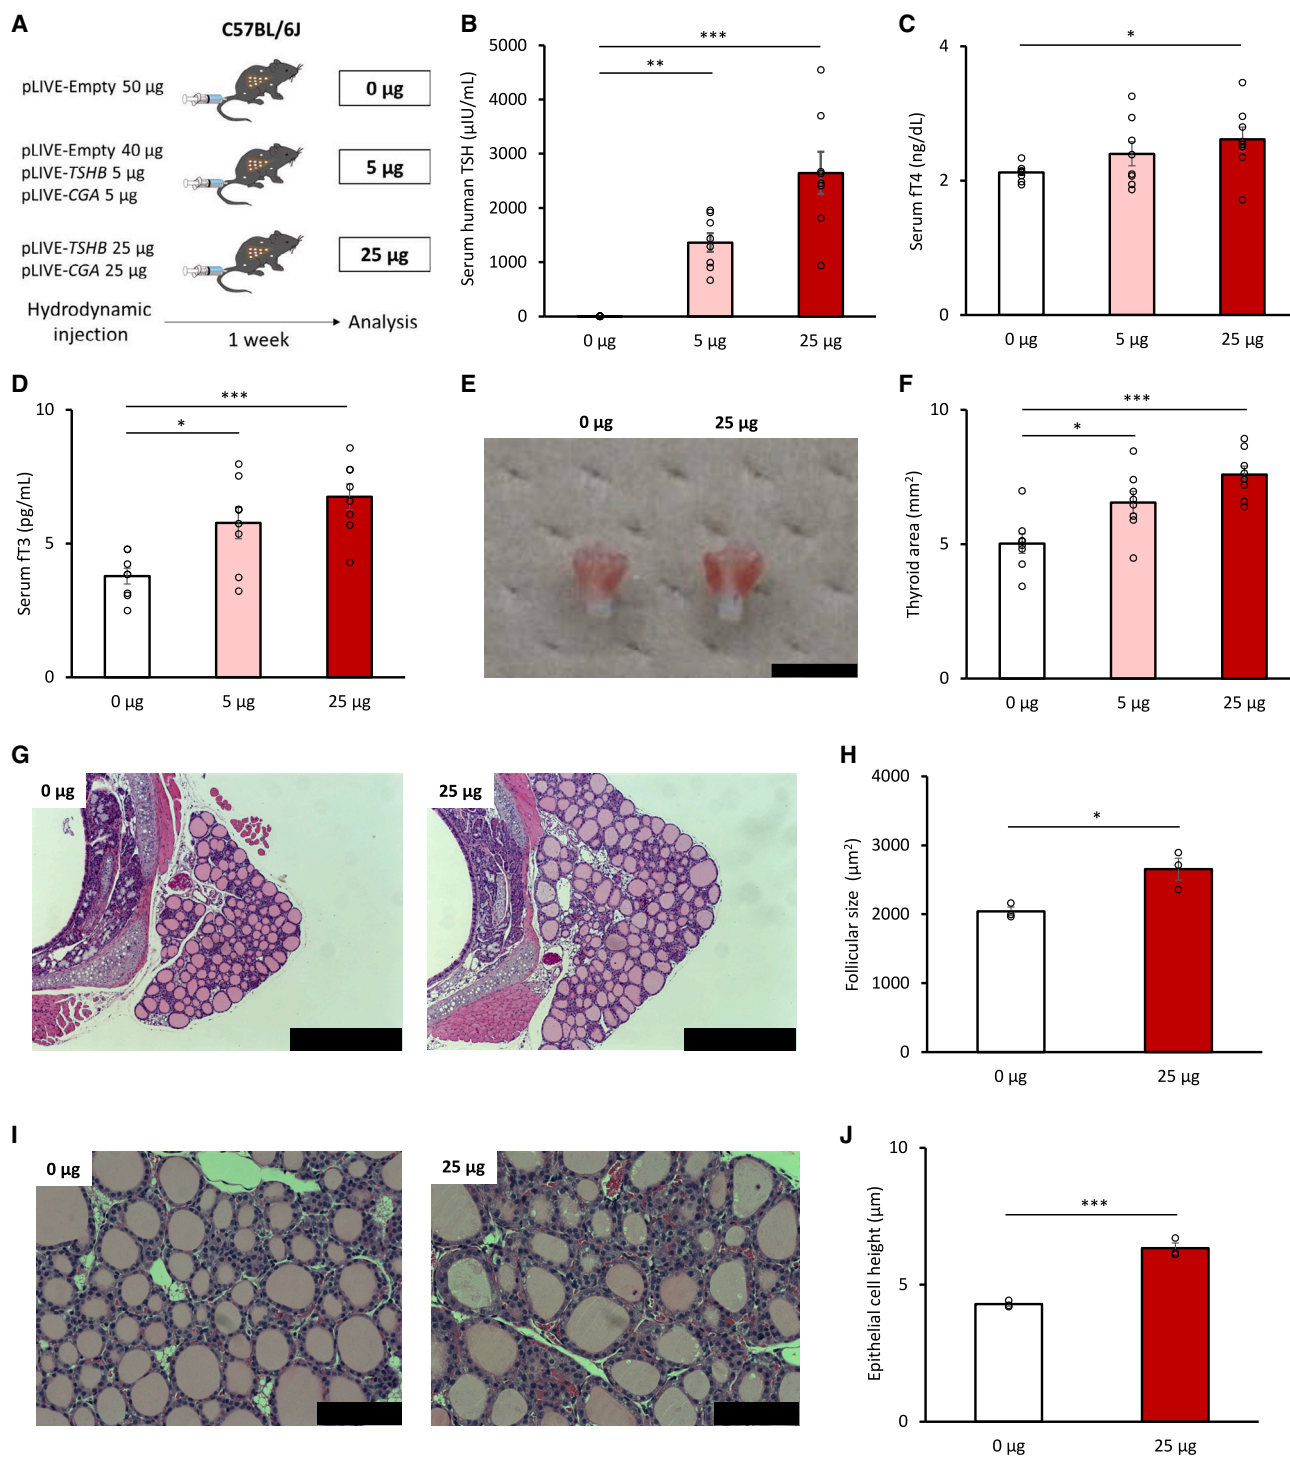 A
C57BL/6J
pLIVE-Empty 50 µg
0 µg
pLIVE-Empty 40 µg
pLIVE-TSHB 5 µg
pLIVE-CGA 5 µg
5 µg
pLIVE-TSHB 25 µg
pLIVE-CGA 25 µg
25 µg
Hydrodynamic
injection
1 week
Analysis
B
Serum human TSH (µIU/mL)
5000
4000
3000
2000
1000
0
***
**
0 µg
5 µg
25 µg
C
Serum fT4 (ng/dL)
4
2
0
*
0 µg
5 µg
25 µg
D
Serum fT3 (pg/mL)
10
5
0
***
*
0 µg
5 µg
25 µg
E
0 µg
25 µg
F
Thyroid area (mm²)
10
5
0
***
*
0 µg
5 µg
25 µg
G
0 µg
25 µg
H
Follicular size (µm²)
4000
3000
2000
1000
0
*
0 µg
25 µg
I
0 µg
25 µg
J
Epithelial cell height (µm)
10
5
0
***
0 µg
25 µg